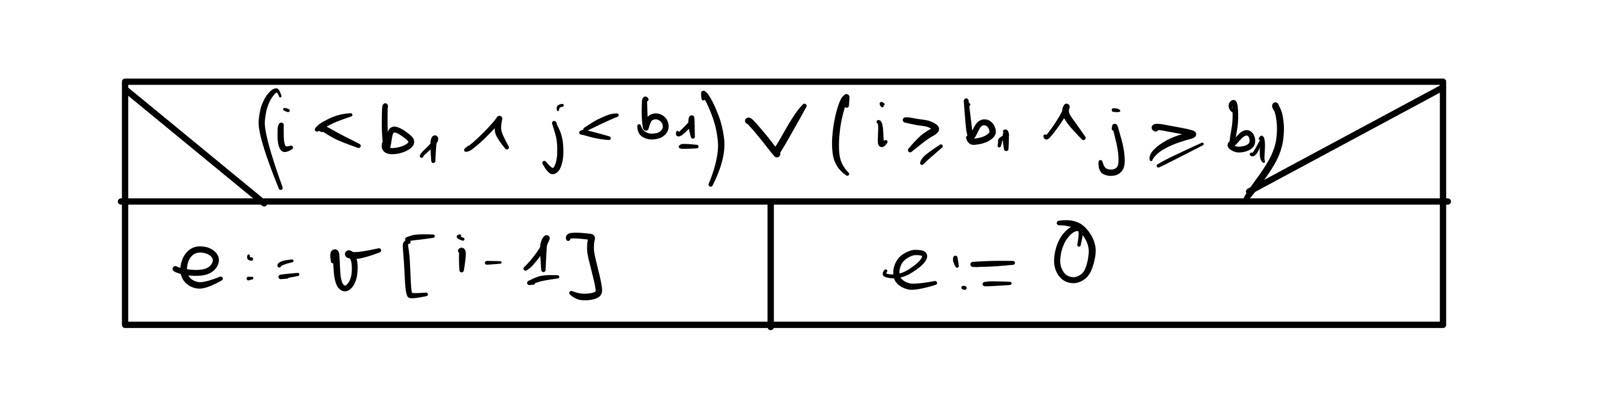 (i < b₁ ∧ j < b₁) ∨ (i ≥ b₁ ∧ j ≥ b₁)
e := v[i-1]
e := 0